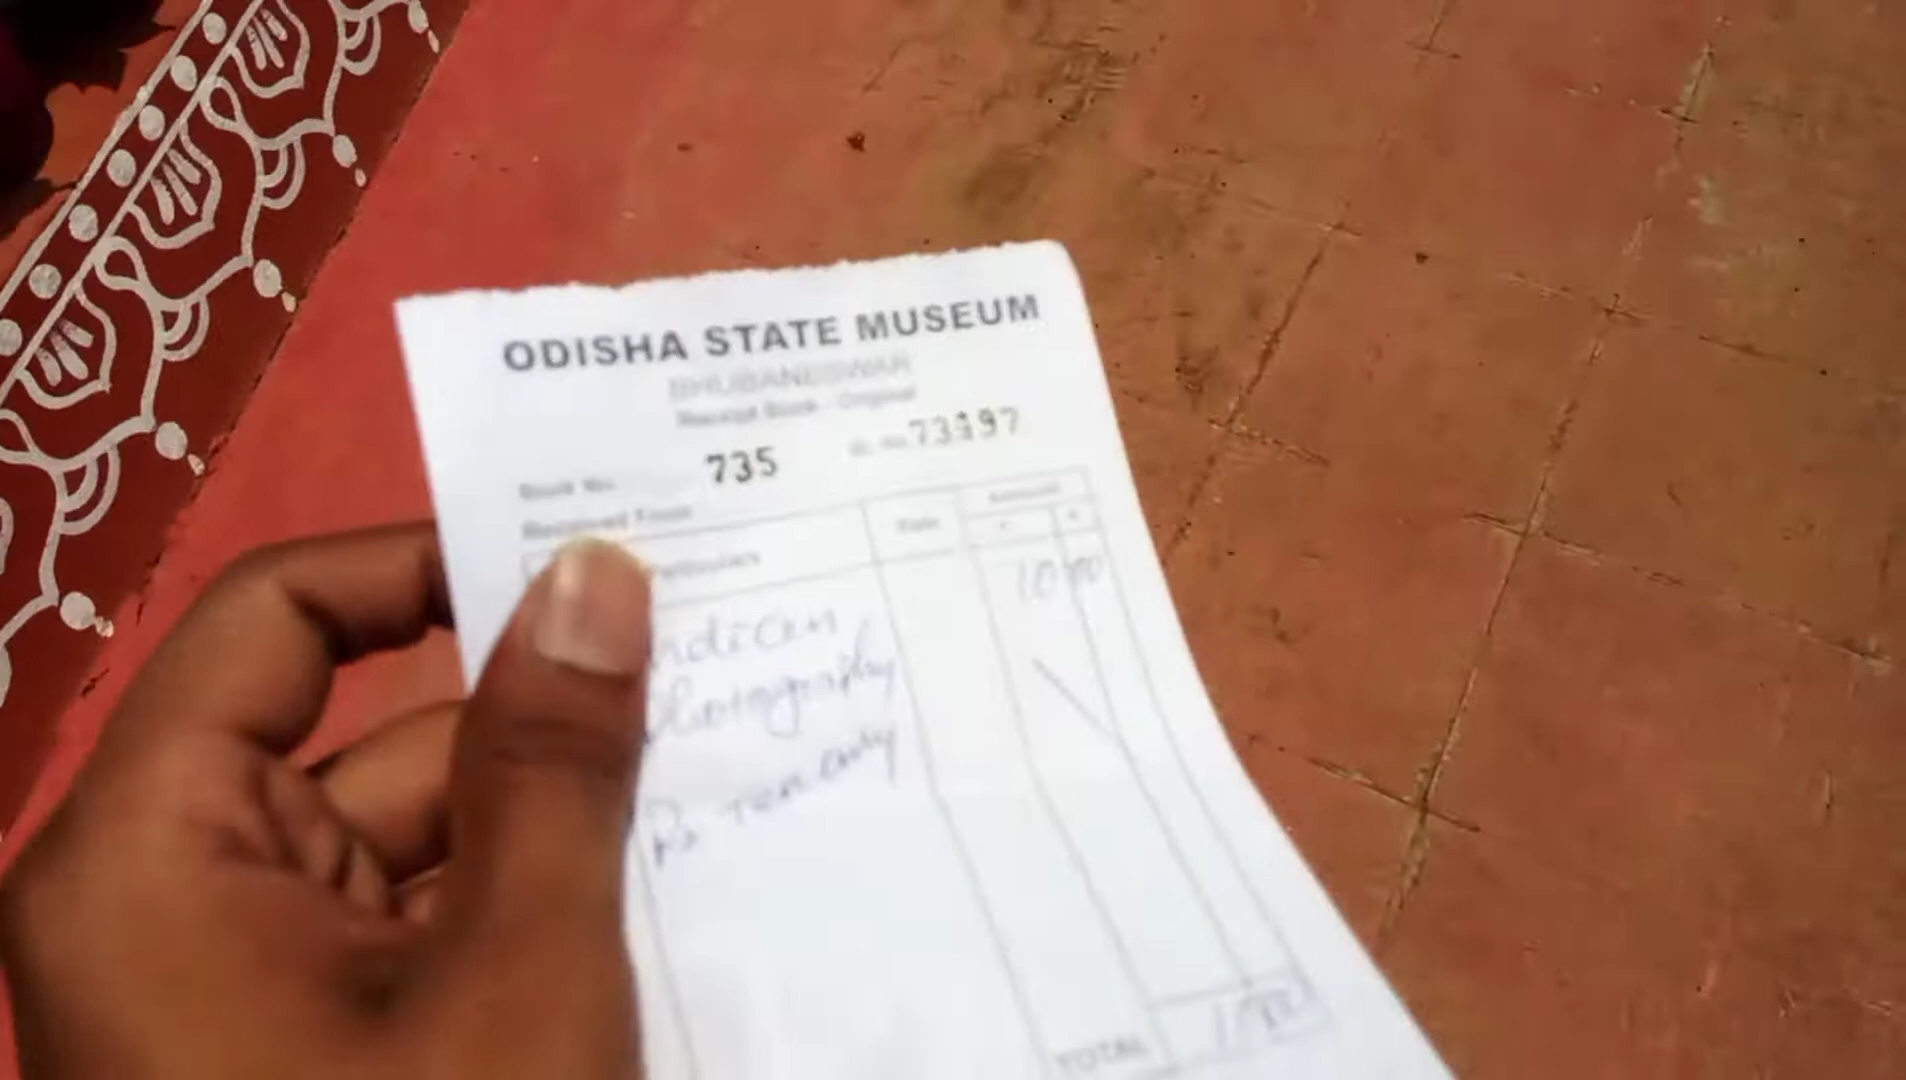 ODISHA STATE MUSEUM
BHUBANESWAR
Receipt Book - Original
Book No. 735
Received From
Particulars Rate Amount
10 00
Photography
Rs ten only
TOTAL